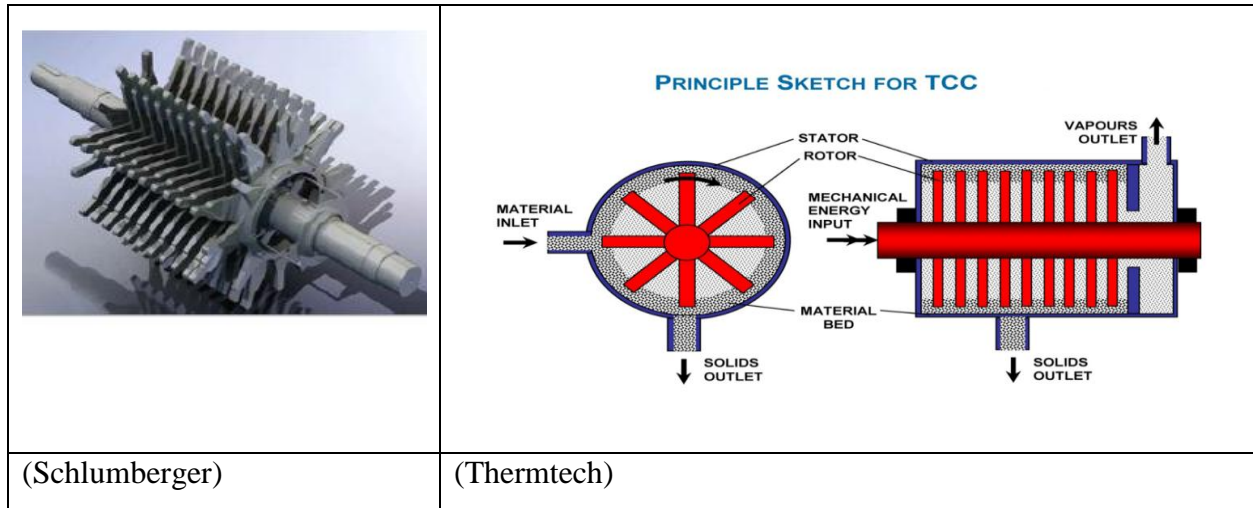 PRINCIPLE SKETCH FOR TCC
VAPOURS
OUTLET
STATOR
ROTOR
MATERIAL
INLET
MECHANICAL
ENERGY
INPUT
MATERIAL
BED
SOLIDS
OUTLET
SOLIDS
OUTLET
(Schlumberger)
(Thermtech)